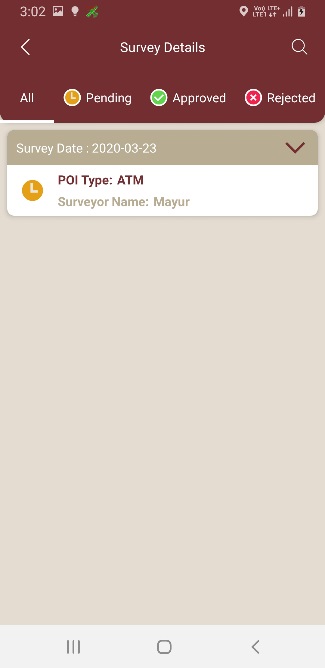 3:02
Vo) LTE+
LTE1
Survey Details
All
Pending
Approved
Rejected
Survey Date : 2020-03-23
POI Type: ATM
Surveyor Name: Mayur